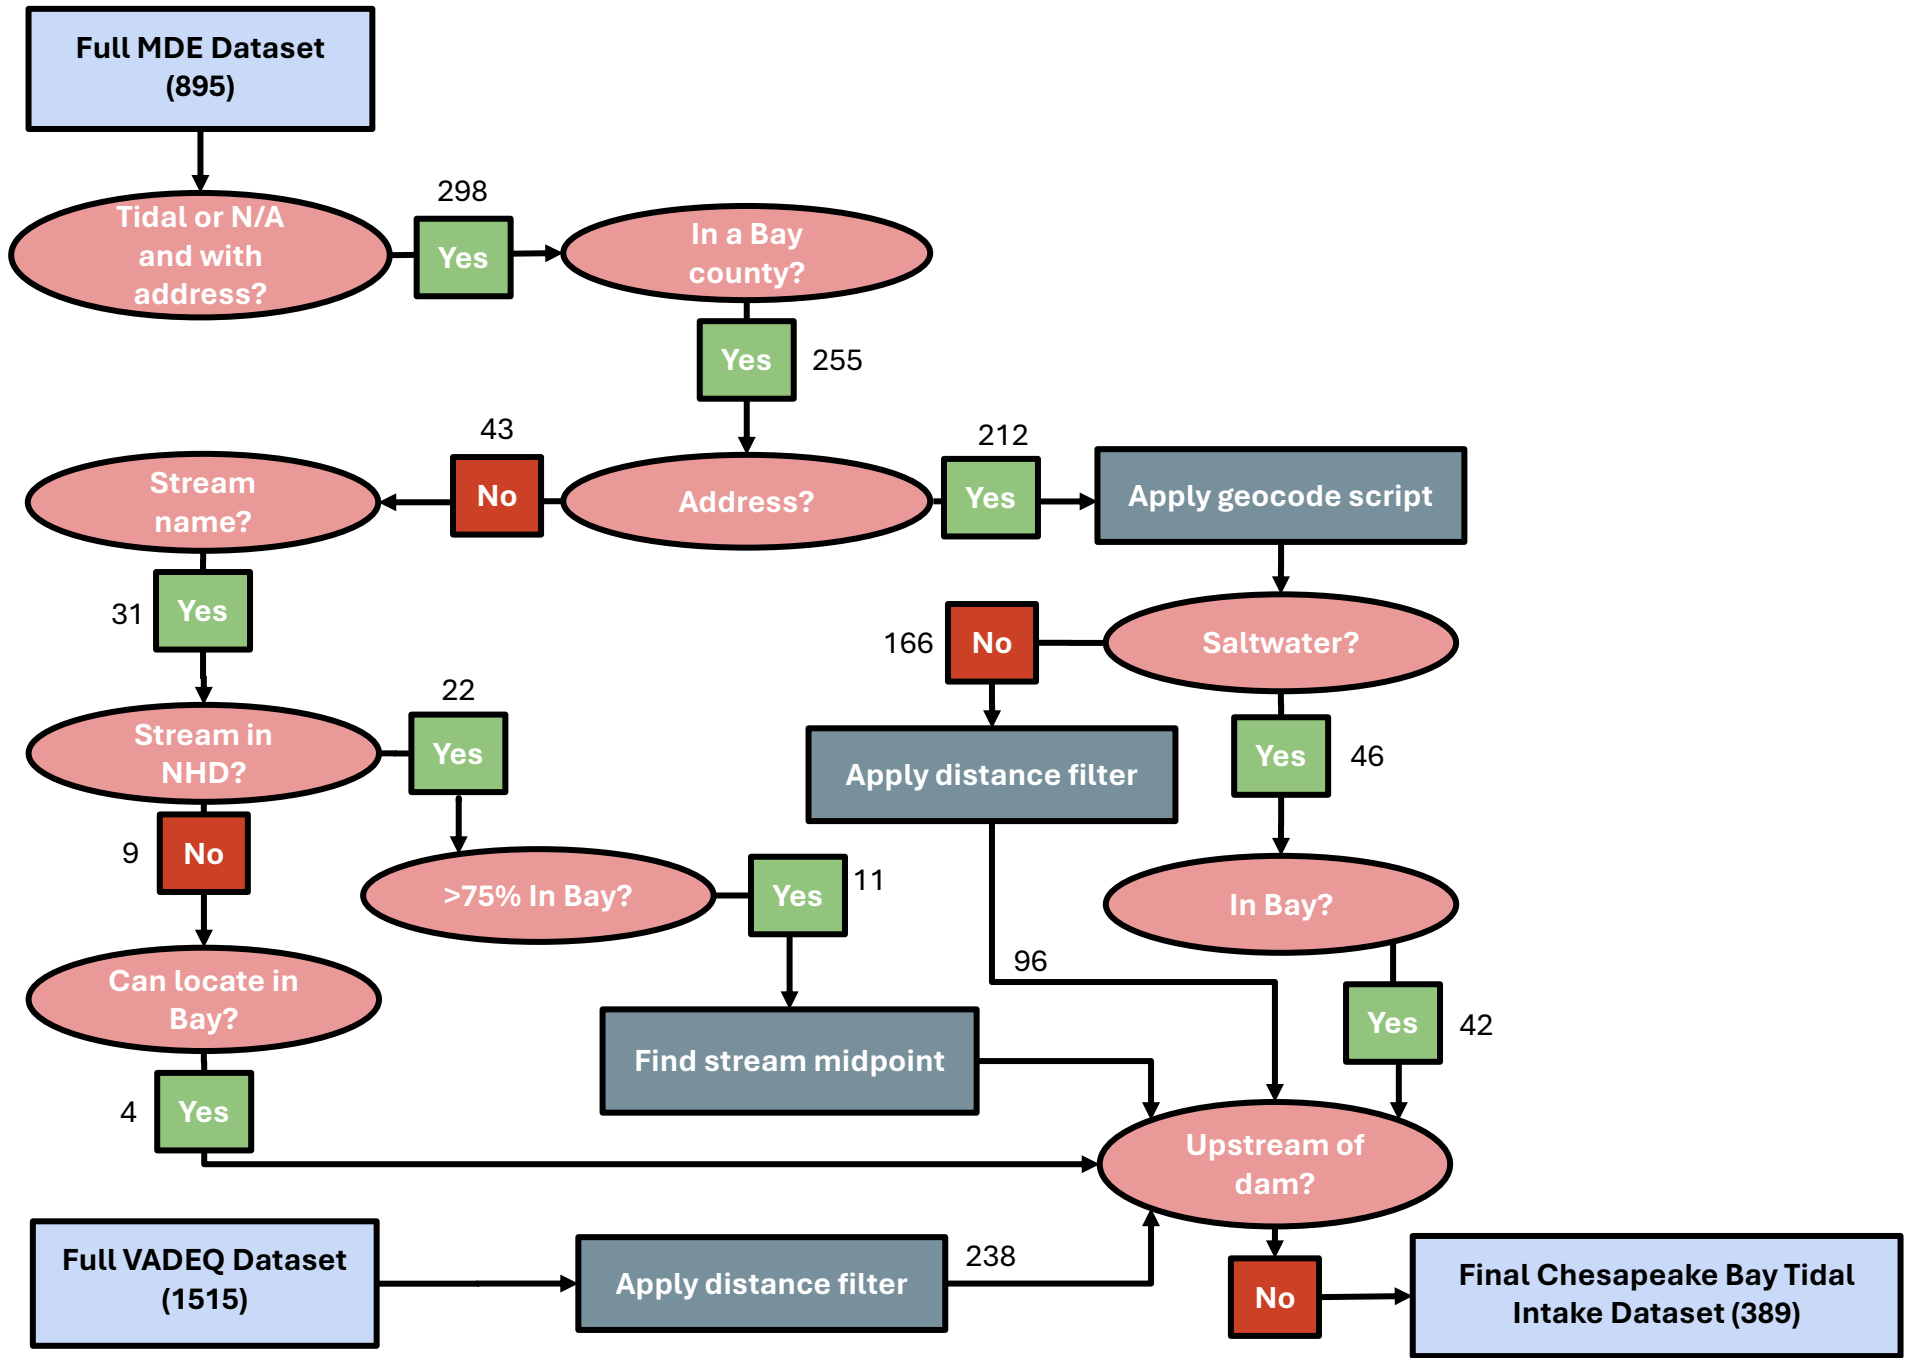 Full MDE Dataset
(895)
Tidal or N/A
and with
address?
298
Yes
In a Bay
county?
Yes
255
43
No
Address?
212
Yes
Apply geocode script
Stream
name?
31
Yes
166
No
Saltwater?
Stream in
NHD?
22
Yes
Apply distance filter
Yes
46
9
No
>75% In Bay?
Yes
11
In Bay?
96
Can locate in
Bay?
Find stream midpoint
Yes
42
4
Yes
Upstream of
dam?
Full VADEQ Dataset
(1515)
Apply distance filter
238
No
Final Chesapeake Bay Tidal
Intake Dataset (389)